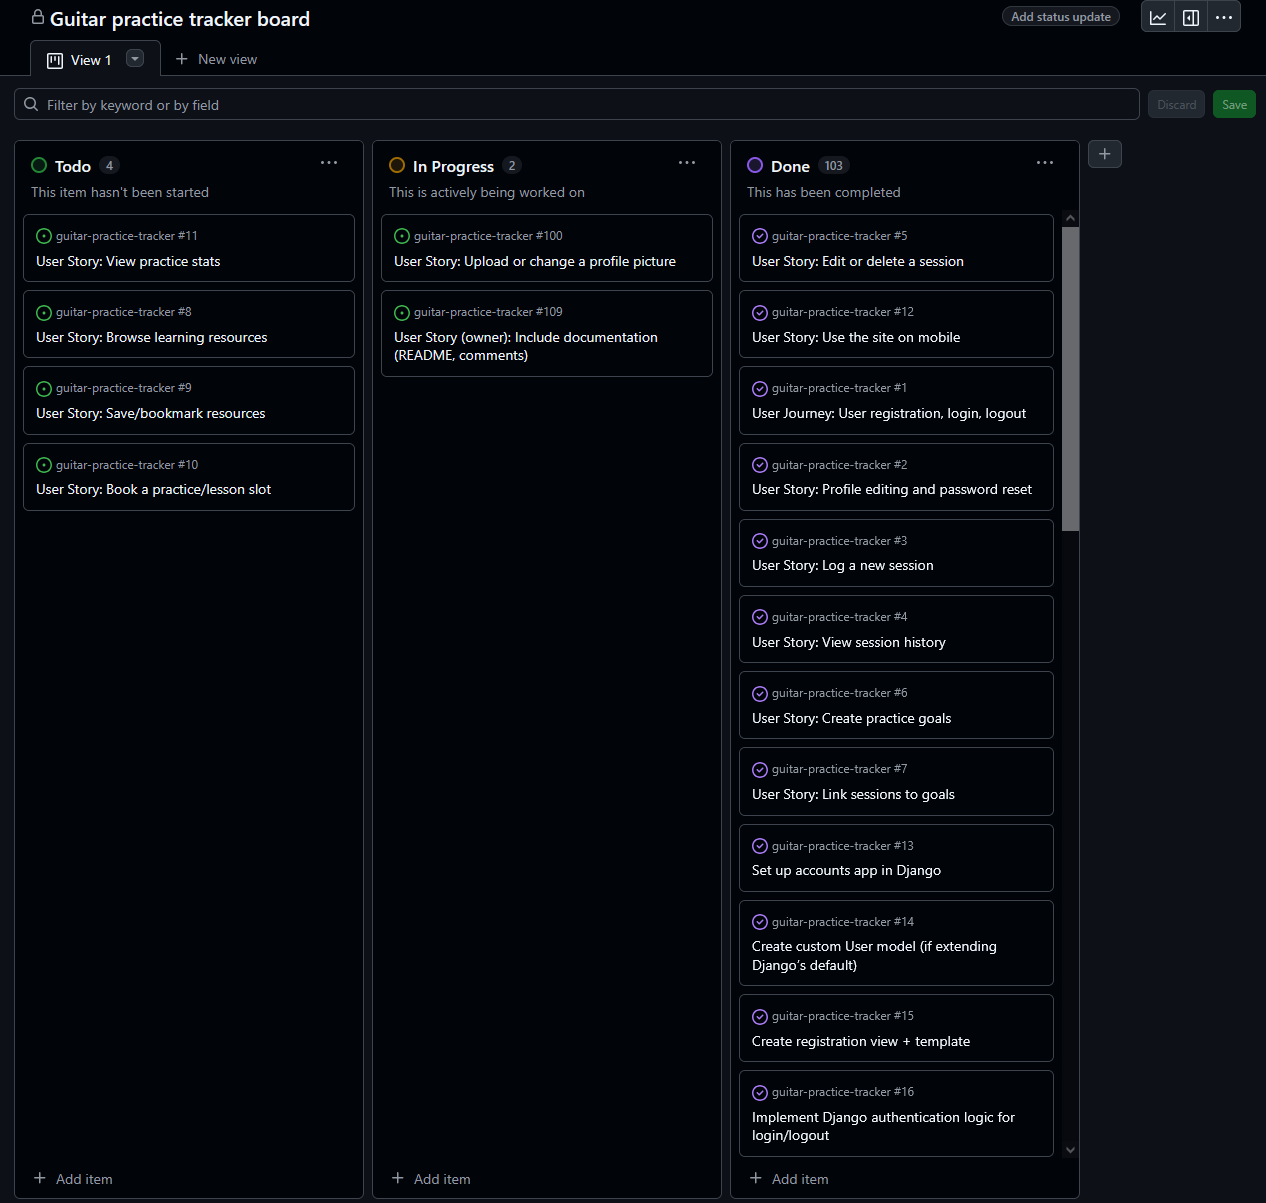 Guitar practice tracker board
Add status update
View 1
New view
Filter by keyword or by field
Discard
Save
Todo 4
This item hasn't been started
guitar-practice-tracker #11
User Story: View practice stats
guitar-practice-tracker #8
User Story: Browse learning resources
guitar-practice-tracker #9
User Story: Save/bookmark resources
guitar-practice-tracker #10
User Story: Book a practice/lesson slot
Add item
In Progress 2
This is actively being worked on
guitar-practice-tracker #100
User Story: Upload or change a profile picture
guitar-practice-tracker #109
User Story (owner): Include documentation
(README, comments)
Add item
Done 103
This has been completed
guitar-practice-tracker #5
User Story: Edit or delete a session
guitar-practice-tracker #12
User Story: Use the site on mobile
guitar-practice-tracker #1
User Journey: User registration, login, logout
guitar-practice-tracker #2
User Story: Profile editing and password reset
guitar-practice-tracker #3
User Story: Log a new session
guitar-practice-tracker #4
User Story: View session history
guitar-practice-tracker #6
User Story: Create practice goals
guitar-practice-tracker #7
User Story: Link sessions to goals
guitar-practice-tracker #13
Set up accounts app in Django
guitar-practice-tracker #14
Create custom User model (if extending
Django’s default)
guitar-practice-tracker #15
Create registration view + template
guitar-practice-tracker #16
Implement Django authentication logic for
login/logout
Add item